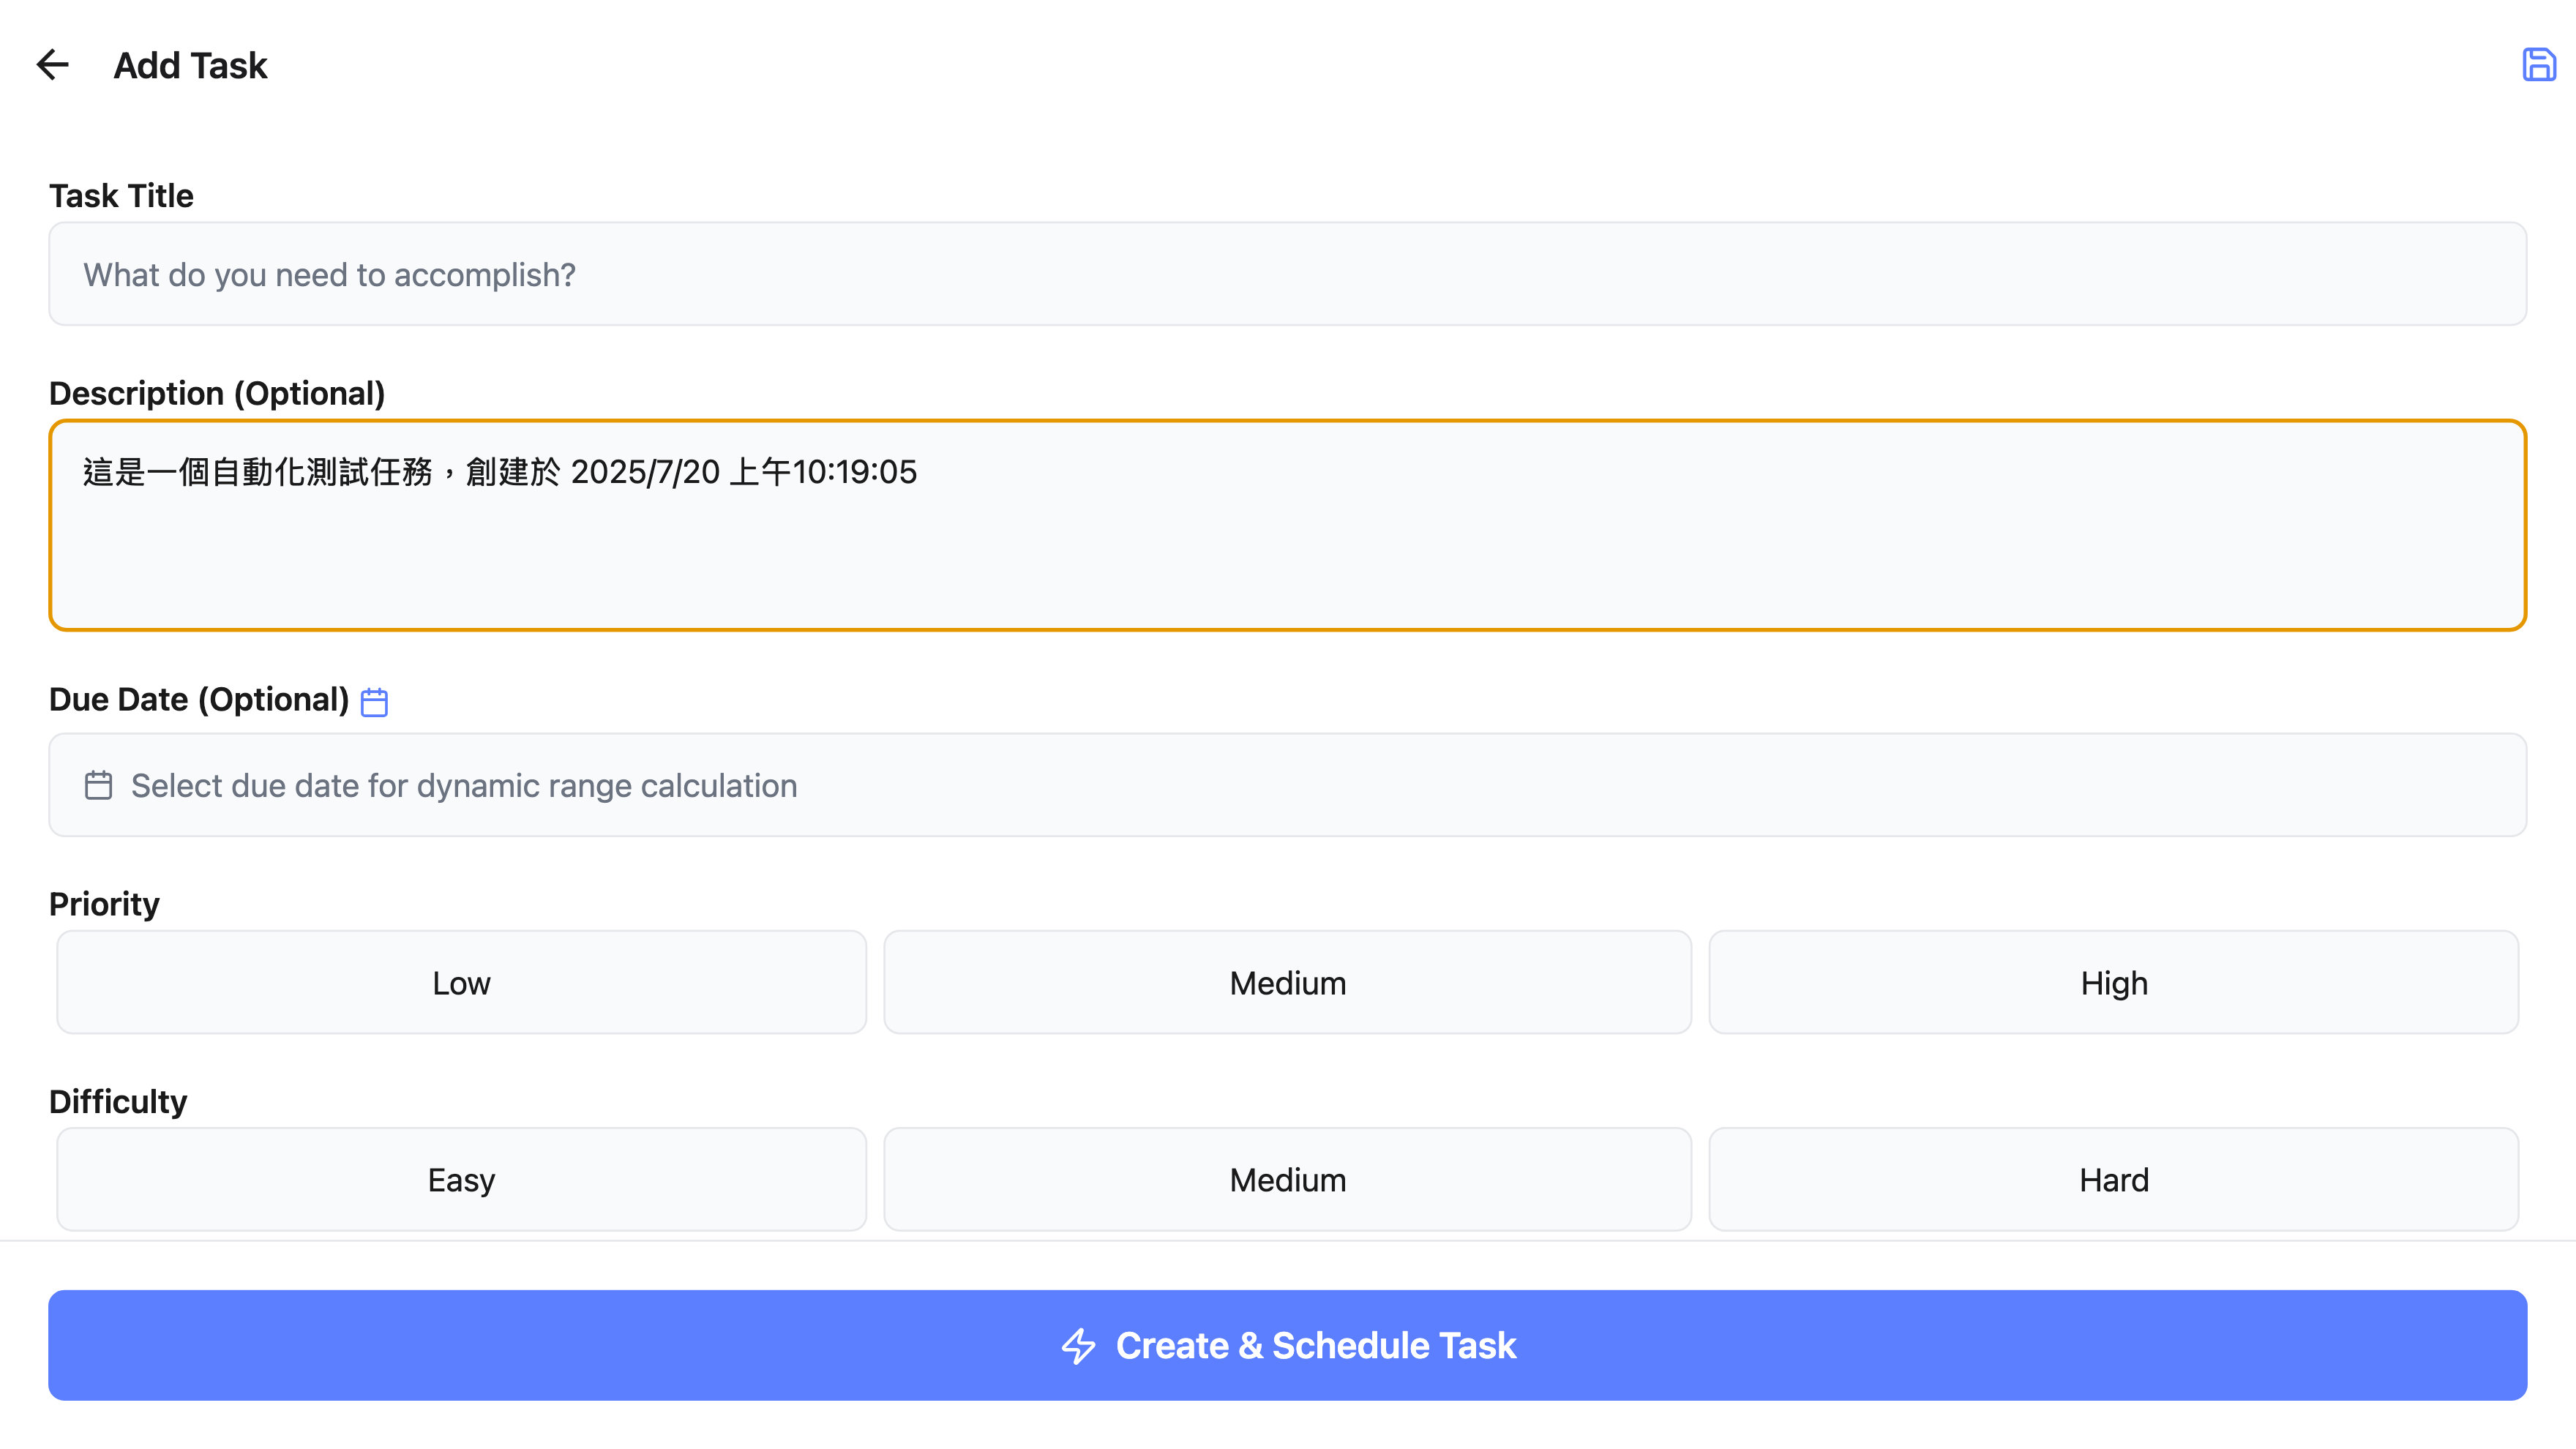 Add Task
Task Title
What do you need to accomplish?
Description (Optional)
這是一個自動化測試任務，創建於 2025/7/20 上午10:19:05
Due Date (Optional)
Select due date for dynamic range calculation
Priority
Low
Medium
High
Difficulty
Easy
Medium
Hard
Create & Schedule Task